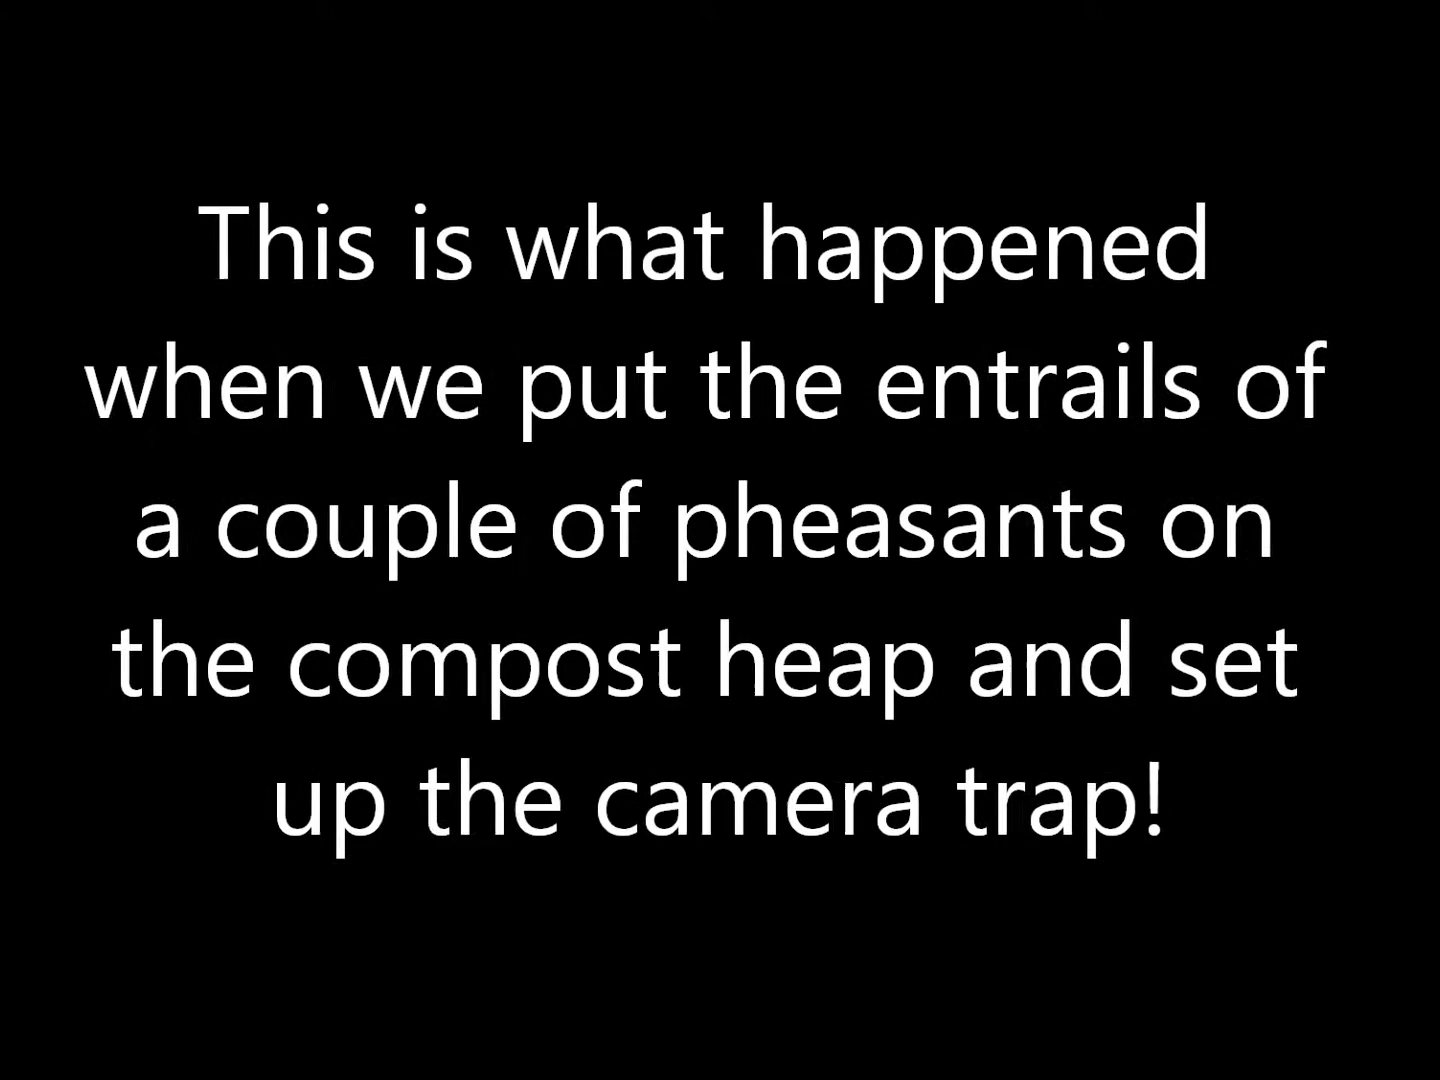 This is what happened
when we put the entrails of
a couple of pheasants on
the compost heap and set
up the camera trap!